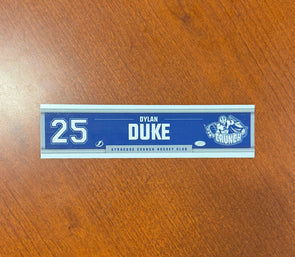 25
DYLAN
DUKE
CRUNCH
SYRACUSE CRUNCH HOCKEY CLUB